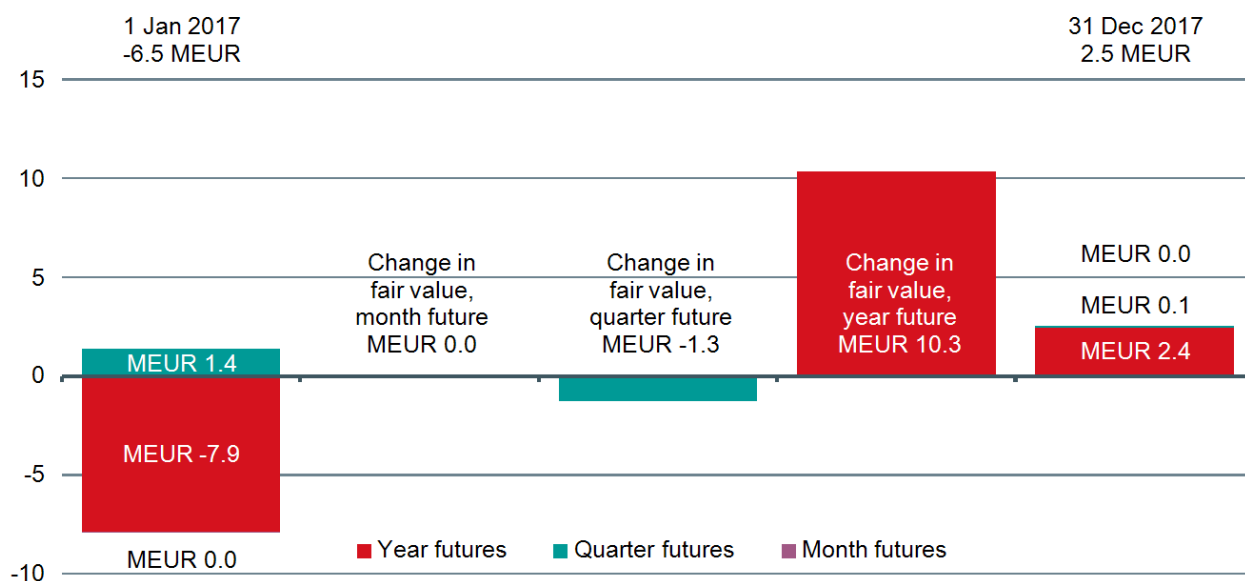 1 Jan 2017
-6.5 MEUR
31 Dec 2017
2.5 MEUR
15
10
5
0
-5
-10
MEUR 1.4
MEUR -7.9
MEUR 0.0
Change in
fair value,
month future
MEUR 0.0
Change in
fair value,
quarter future
MEUR -1.3
Change in
fair value,
year future
MEUR 10.3
MEUR 0.0
MEUR 0.1
MEUR 2.4
Year futures
Quarter futures
Month futures